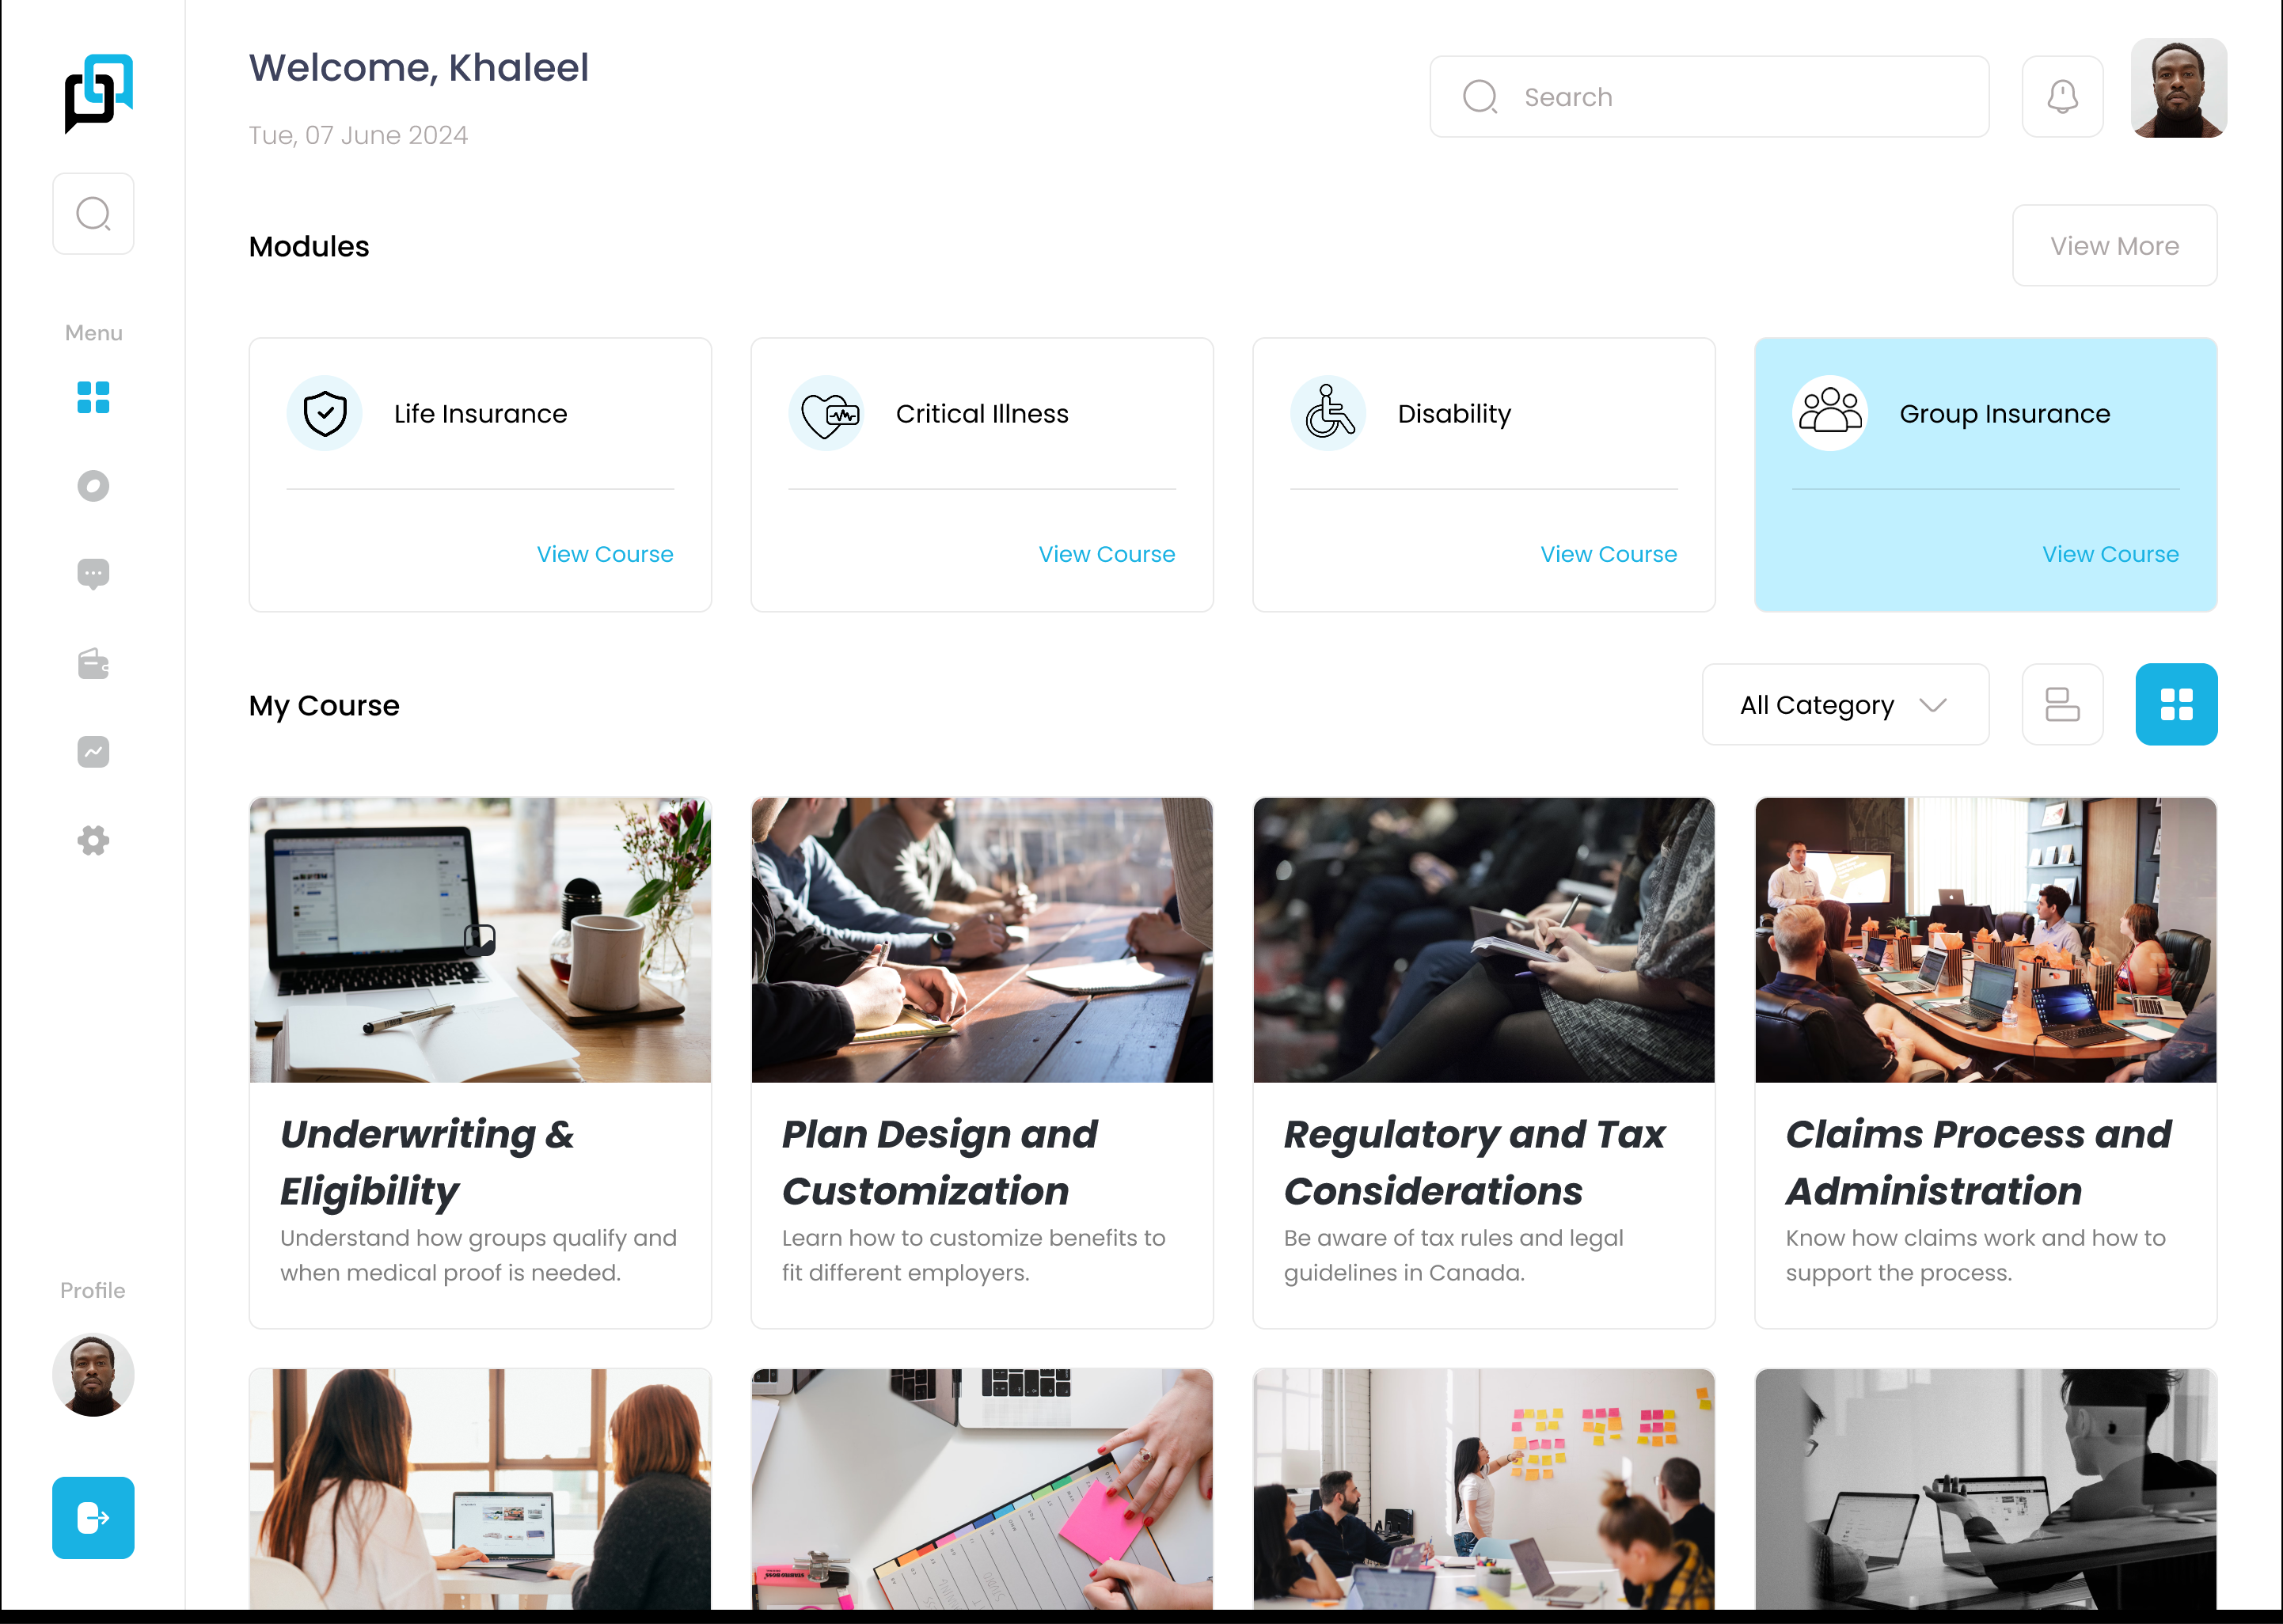 Welcome, Khaleel
Tue, 07 June 2024
Search
Modules
View More
Menu
Life Insurance
Critical Illness
Disability
Group Insurance
View Course
View Course
View Course
View Course
My Course
All Category
Underwriting &
Eligibility
Understand how groups qualify and
when medical proof is needed.
Plan Design and
Customization
Learn how to customize benefits to
fit different employers.
Regulatory and Tax
Considerations
Be aware of tax rules and legal
guidelines in Canada.
Claims Process and
Administration
Know how claims work and how to
support the process.
Profile